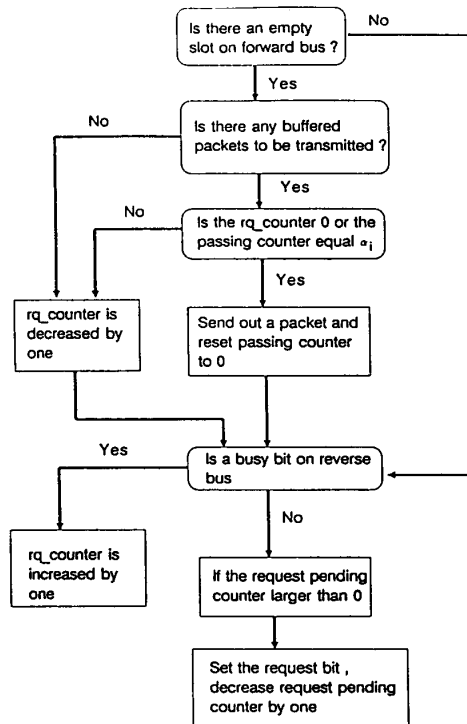 Is there an empty
slot on forward bus ?
No
Yes
No
Is there any buffered
packets to be transmitted ?
Yes
No
Is the rq_counter 0 or the
passing counter equal αi
Yes
rq_counter is
decreased by
one
Send out a packet and
reset passing counter
to 0
Yes
Is a busy bit on reverse
bus
No
rq_counter is
increased by
one
If the request pending
counter larger than 0
Set the request bit ,
decrease request pending
counter by one